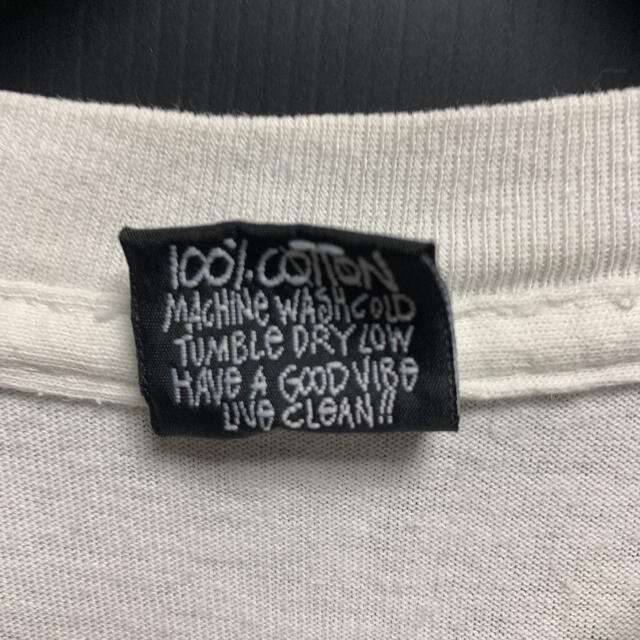 100% COTTON
MACHINE WASH COLD
TUMBLE DRY LOW
HAVE A GOOD VIBE
LIVE CLEAN!!